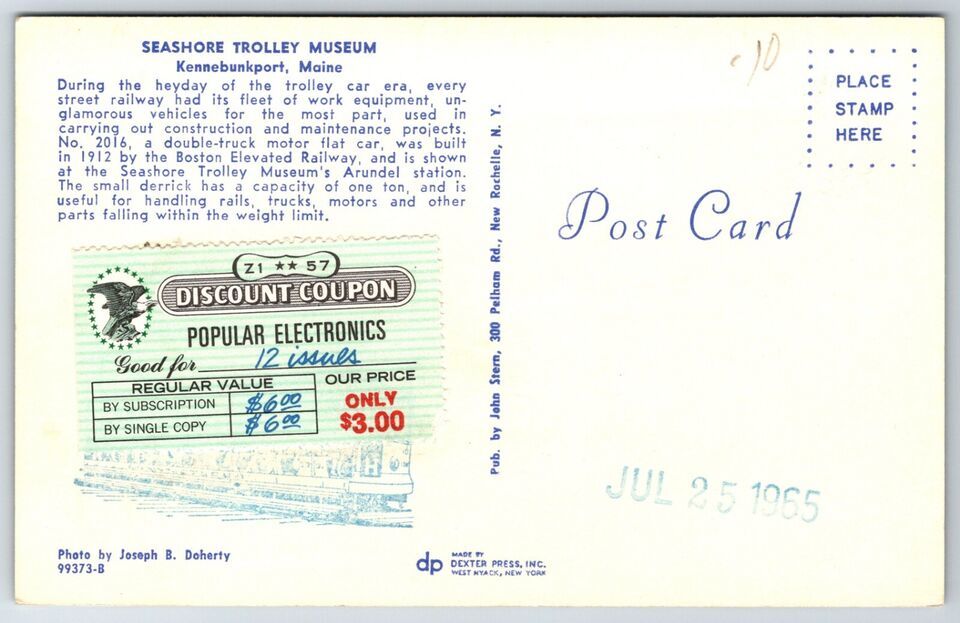 SEASHORE TROLLEY MUSEUM
Kennebunkport, Maine
During the heyday of the trolley car era, every
street railway had its fleet of work equipment, un-
glamorous vehicles for the most part, used in
carrying out construction and maintenance projects.
No. 2016, a double-truck motor flat car, was built
in 1912 by the Boston Elevated Railway, and is shown
at the Seashore Trolley Museum's Arundel station.
The small derrick has a capacity of one ton, and is
useful for handling rails, trucks, motors and other
parts falling within the weight limit.
Z1 ★★ 57
DISCOUNT COUPON
POPULAR ELECTRONICS
Good for 12 issues
REGULAR VALUE
BY SUBSCRIPTION $6.00
BY SINGLE COPY $6.00
OUR PRICE
ONLY
$3.00
Photo by Joseph B. Doherty
99373-B
dp
MADE BY
DEXTER PRESS, INC.
WEST NYACK, NEW YORK
Pub. by John Stern, 300 Pelham Rd., New Rochelle, N. Y.
.10
PLACE
STAMP
HERE
Post Card
JUL 25 1965